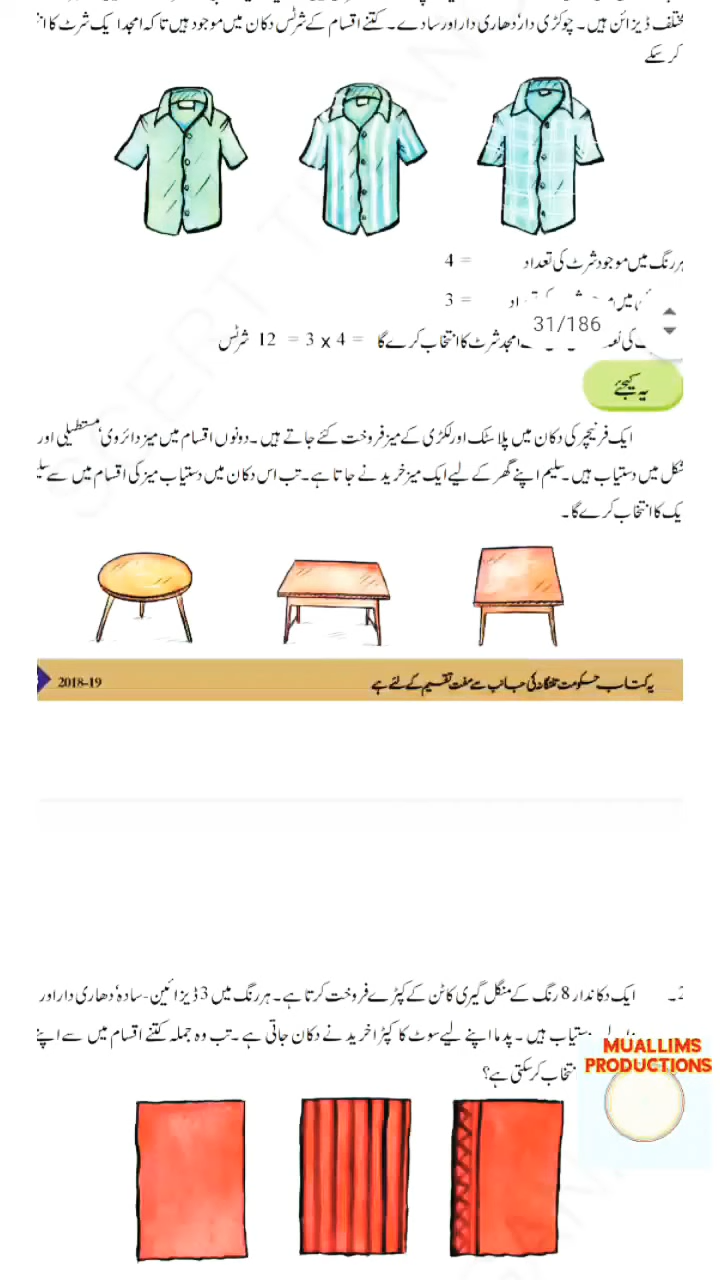 مختلف ڈیزائن ہیں۔ چوکڑی دار، دھاری دار اور سادے۔ کتنے اقسام کے شرٹس دکان میں موجود ہیں تاکہ امجد ایک شرٹ کا
کر سکے
ہر رنگ میں موجود شرٹ کی تعداد = 4
میں = 3
31/186
امجد شرٹ کا انتخاب کرے گا = 4 x 3 = 12 شرٹس
یہ کیجئے
ایک فرنیچر کی دکان میں پلاسٹک اور لکڑی کے میز فروخت کئے جاتے ہیں۔ دونوں اقسام میں میز دائروی، مستطیلی اور
شکل میں دستیاب ہیں۔ سلیم اپنے گھر کے لیے ایک میز خریدنے جاتا ہے۔ تب اس دکان میں دستیاب میز کی اقسام میں سے
یک کا انتخاب کرے گا۔
یہ کتاب حکومت تلنگانہ کی جانب سے مفت تقسیم کے لئے ہے 2018-19
2۔ ایک دکاندار 8 رنگ کے منگل گیری کاٹن کے کپڑے فروخت کرتا ہے۔ ہر رنگ میں 3 ڈیزائین - سادہ، دھاری دار اور
دستیاب ہیں۔ پدما اپنے لیے سوٹ کا کپڑا خریدنے دکان جاتی ہے۔ تب وہ جملہ کتنے اقسام میں سے اپنے
انتخاب کر سکتی ہے؟
MUALLIMS
PRODUCTIONS